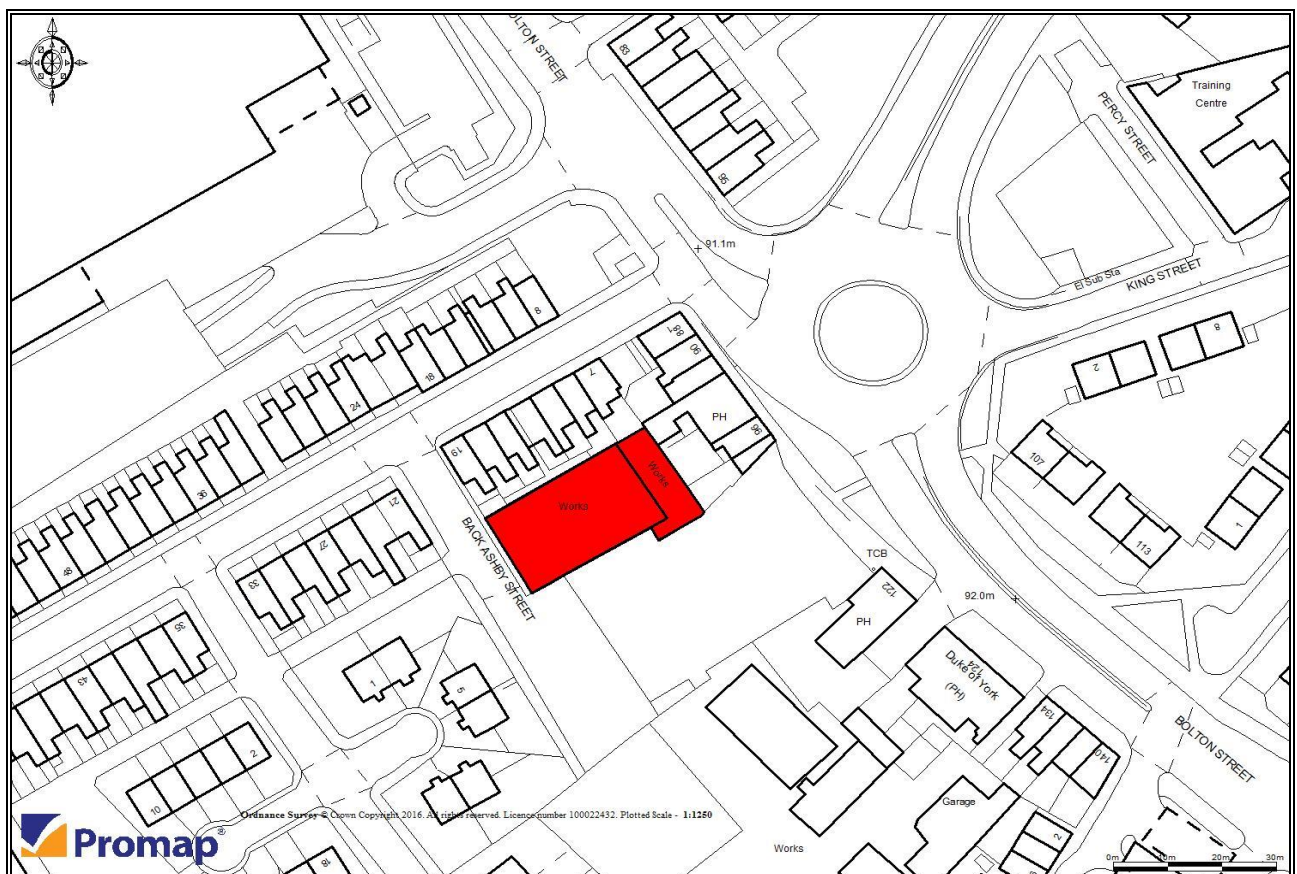 OLTON STREET
83
95
PERCY STREET
Training
Centre
91.1m
El Sub Sta
KING STREET
8
2
8
18
24
36
48
88
90
PH
96
7
19
Works
Works
21
27
33
BACK ASHBY STREET
35
43
1
5
2
10
18
107
113
1
TCB
122
PH
92.0m
Duke of York
124
(PH)
134
140
BOLTON STREET
Garage
2
6
Works
Promap®
Ordnance Survey © Crown Copyright 2016. All rights reserved. Licence number 100022432. Plotted Scale - 1:1250
0m 10m 20m 30m